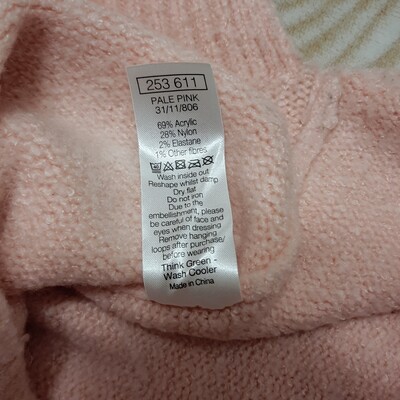 253 611
PALE PINK
31/11/806
69% Acrylic
28% Nylon
2% Elastane
1% Other fibres
Wash inside out
Reshape whilst damp
Dry flat
Do not iron
Due to the
embellishment, please
be careful of face and
eyes when dressing
Remove hanging
loops after purchase/
before wearing
Think Green -
Wash Cooler
Made in China